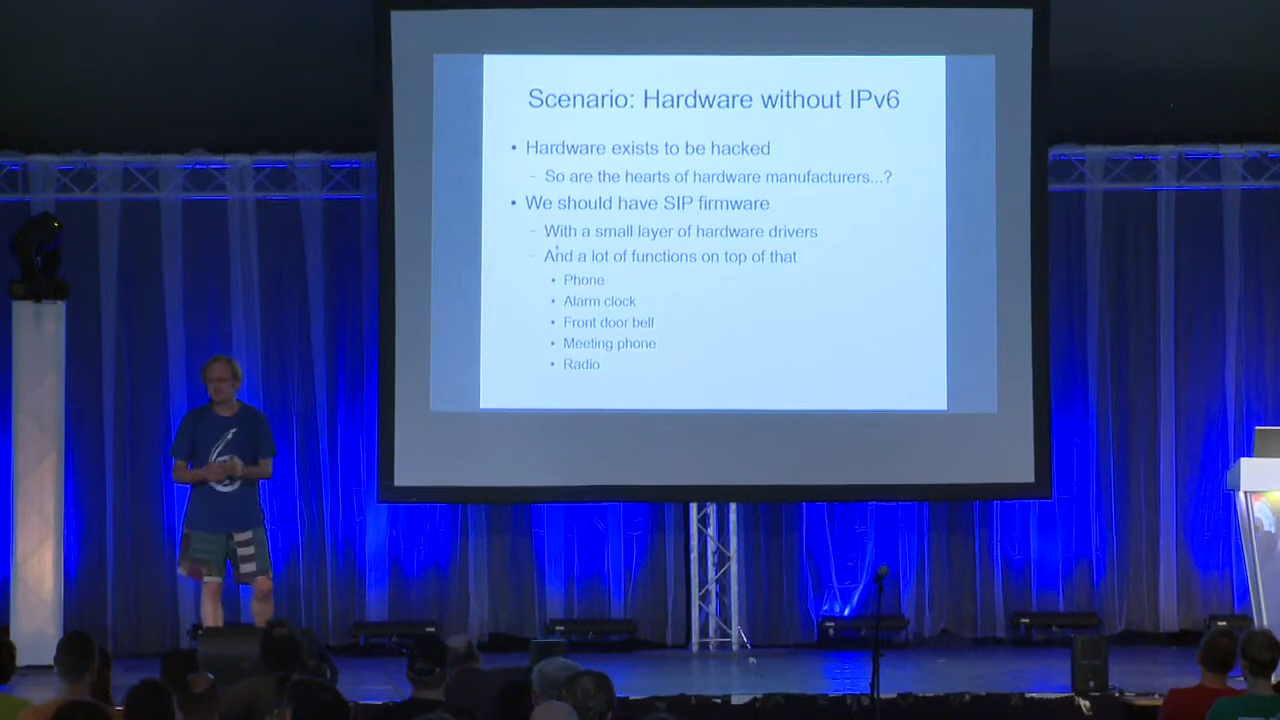 Scenario: Hardware without IPv6
• Hardware exists to be hacked
– So are the hearts of hardware manufacturers...?
• We should have SIP firmware
– With a small layer of hardware drivers
– And a lot of functions on top of that
• Phone
• Alarm clock
• Front door bell
• Meeting phone
• Radio
6